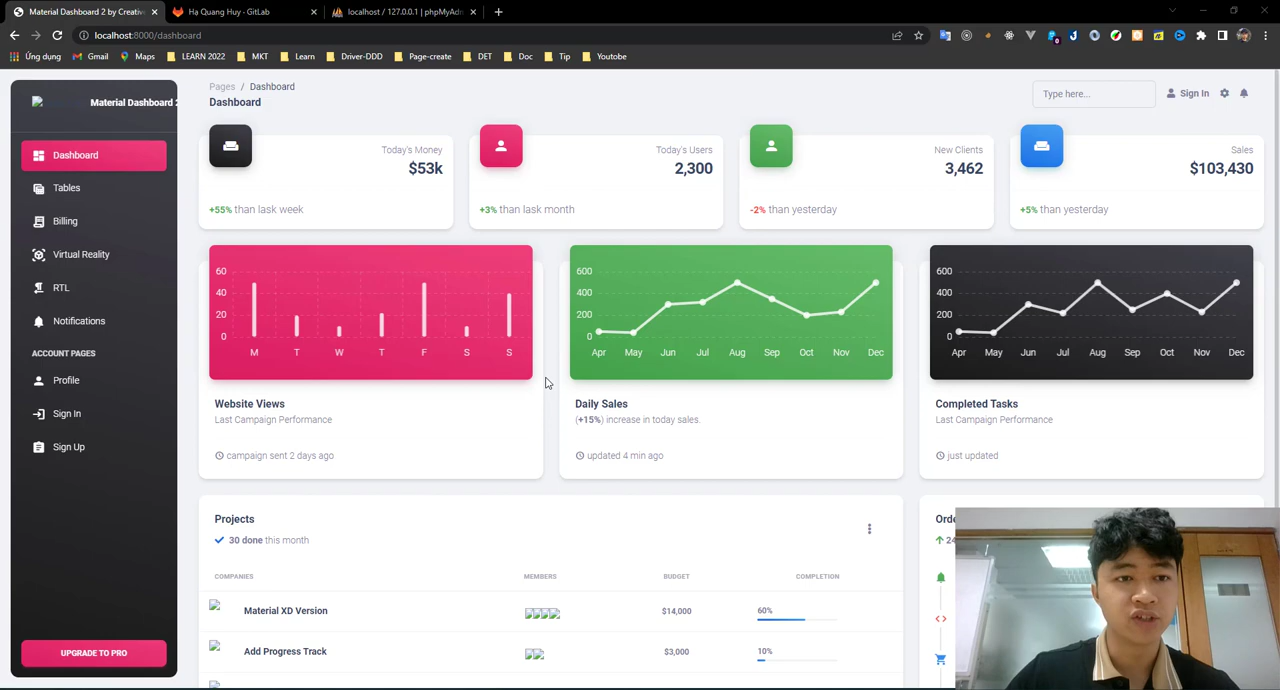 Material Dashboard 2 by Creativ
Hạ Quang Huy - GitLab
localhost / 127.0.0.1 | phpMyAdn
localhost:8000/dashboard
Ứng dụng
Gmail
Maps
LEARN 2022
MKT
Learn
Driver-DDD
Page-create
DET
Doc
Tip
Youtobe
Material Dashboard 2
Pages / Dashboard
Dashboard
Type here...
Sign In
Dashboard
Tables
Billing
Virtual Reality
RTL
Notifications
ACCOUNT PAGES
Profile
Sign In
Sign Up
UPGRADE TO PRO
Today's Money
$53k
+55% than lask week
Today's Users
2,300
+3% than lask month
New Clients
3,462
-2% than yesterday
Sales
$103,430
+5% than yesterday
60
40
20
0
M T W T F S S
Website Views
Last Campaign Performance
campaign sent 2 days ago
600
400
200
0
Apr May Jun Jul Aug Sep Oct Nov Dec
Daily Sales
(+15%) increase in today sales.
updated 4 min ago
600
400
200
0
Apr May Jun Jul Aug Sep Oct Nov Dec
Completed Tasks
Last Campaign Performance
just updated
Projects
30 done this month
COMPANIES MEMBERS BUDGET COMPLETION
Material XD Version $14,000 60%
Add Progress Track $3,000 10%